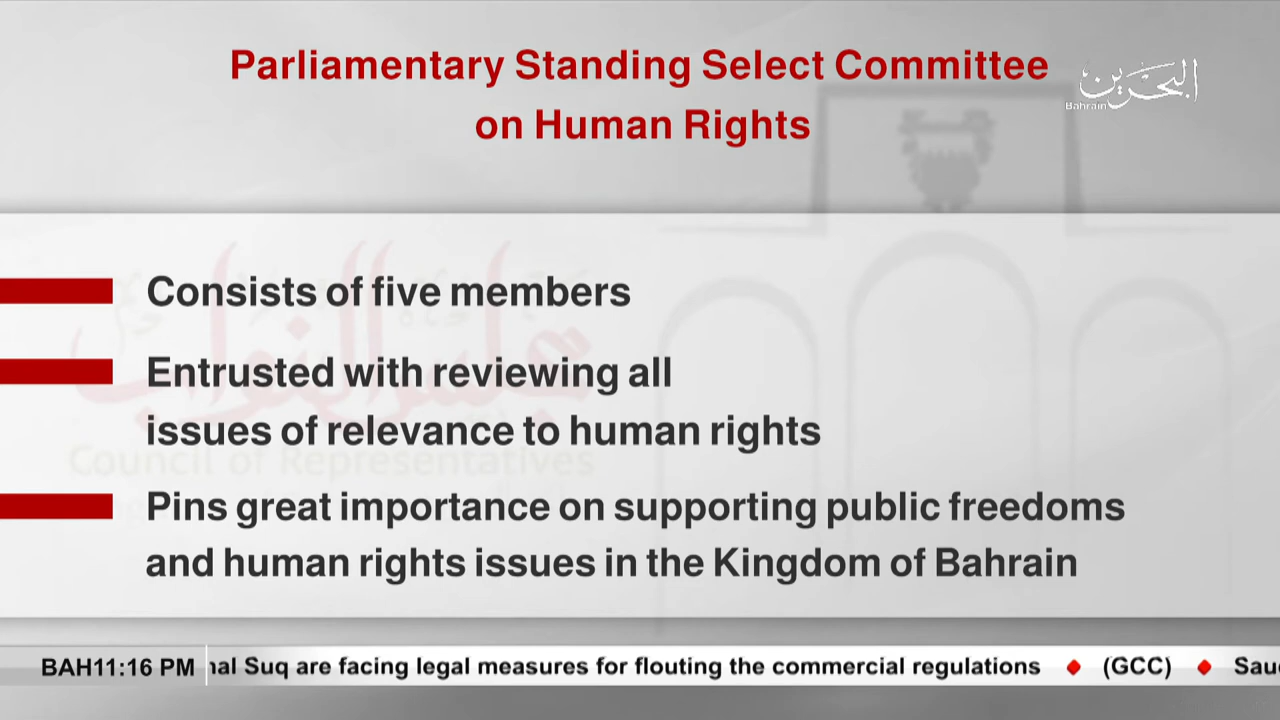 Parliamentary Standing Select Committee
on Human Rights
البحرين
Bahrain
Consists of five members
Entrusted with reviewing all
issues of relevance to human rights
مجلس النواب
Council of Representatives
Pins great importance on supporting public freedoms
and human rights issues in the Kingdom of Bahrain
BAH11:16 PM
nal Suq are facing legal measures for flouting the commercial regulations ♦ (GCC) ♦ Sau